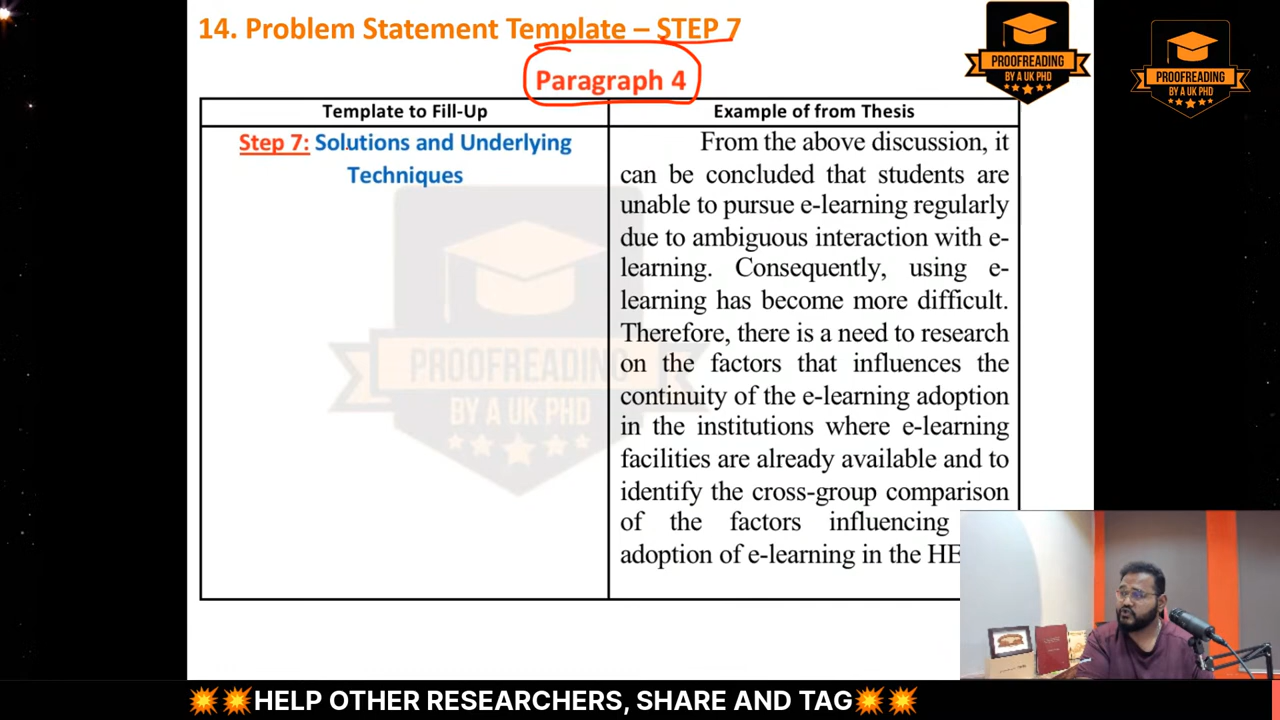 14. Problem Statement Template – STEP 7
Paragraph 4
PROOFREADING
BY A UK PHD
PROOFREADING
BY A UK PHD
Template to Fill-Up
Example of from Thesis
Step 7: Solutions and Underlying
Techniques
PROOFREADING
BY A UK PHD
From the above discussion, it
can be concluded that students are
unable to pursue e-learning regularly
due to ambiguous interaction with e-
learning. Consequently, using e-
learning has become more difficult.
Therefore, there is a need to research
on the factors that influences the
continuity of the e-learning adoption
in the institutions where e-learning
facilities are already available and to
identify the cross-group comparison
of the factors influencing
adoption of e-learning in the HE
💥💥HELP OTHER RESEARCHERS, SHARE AND TAG💥💥